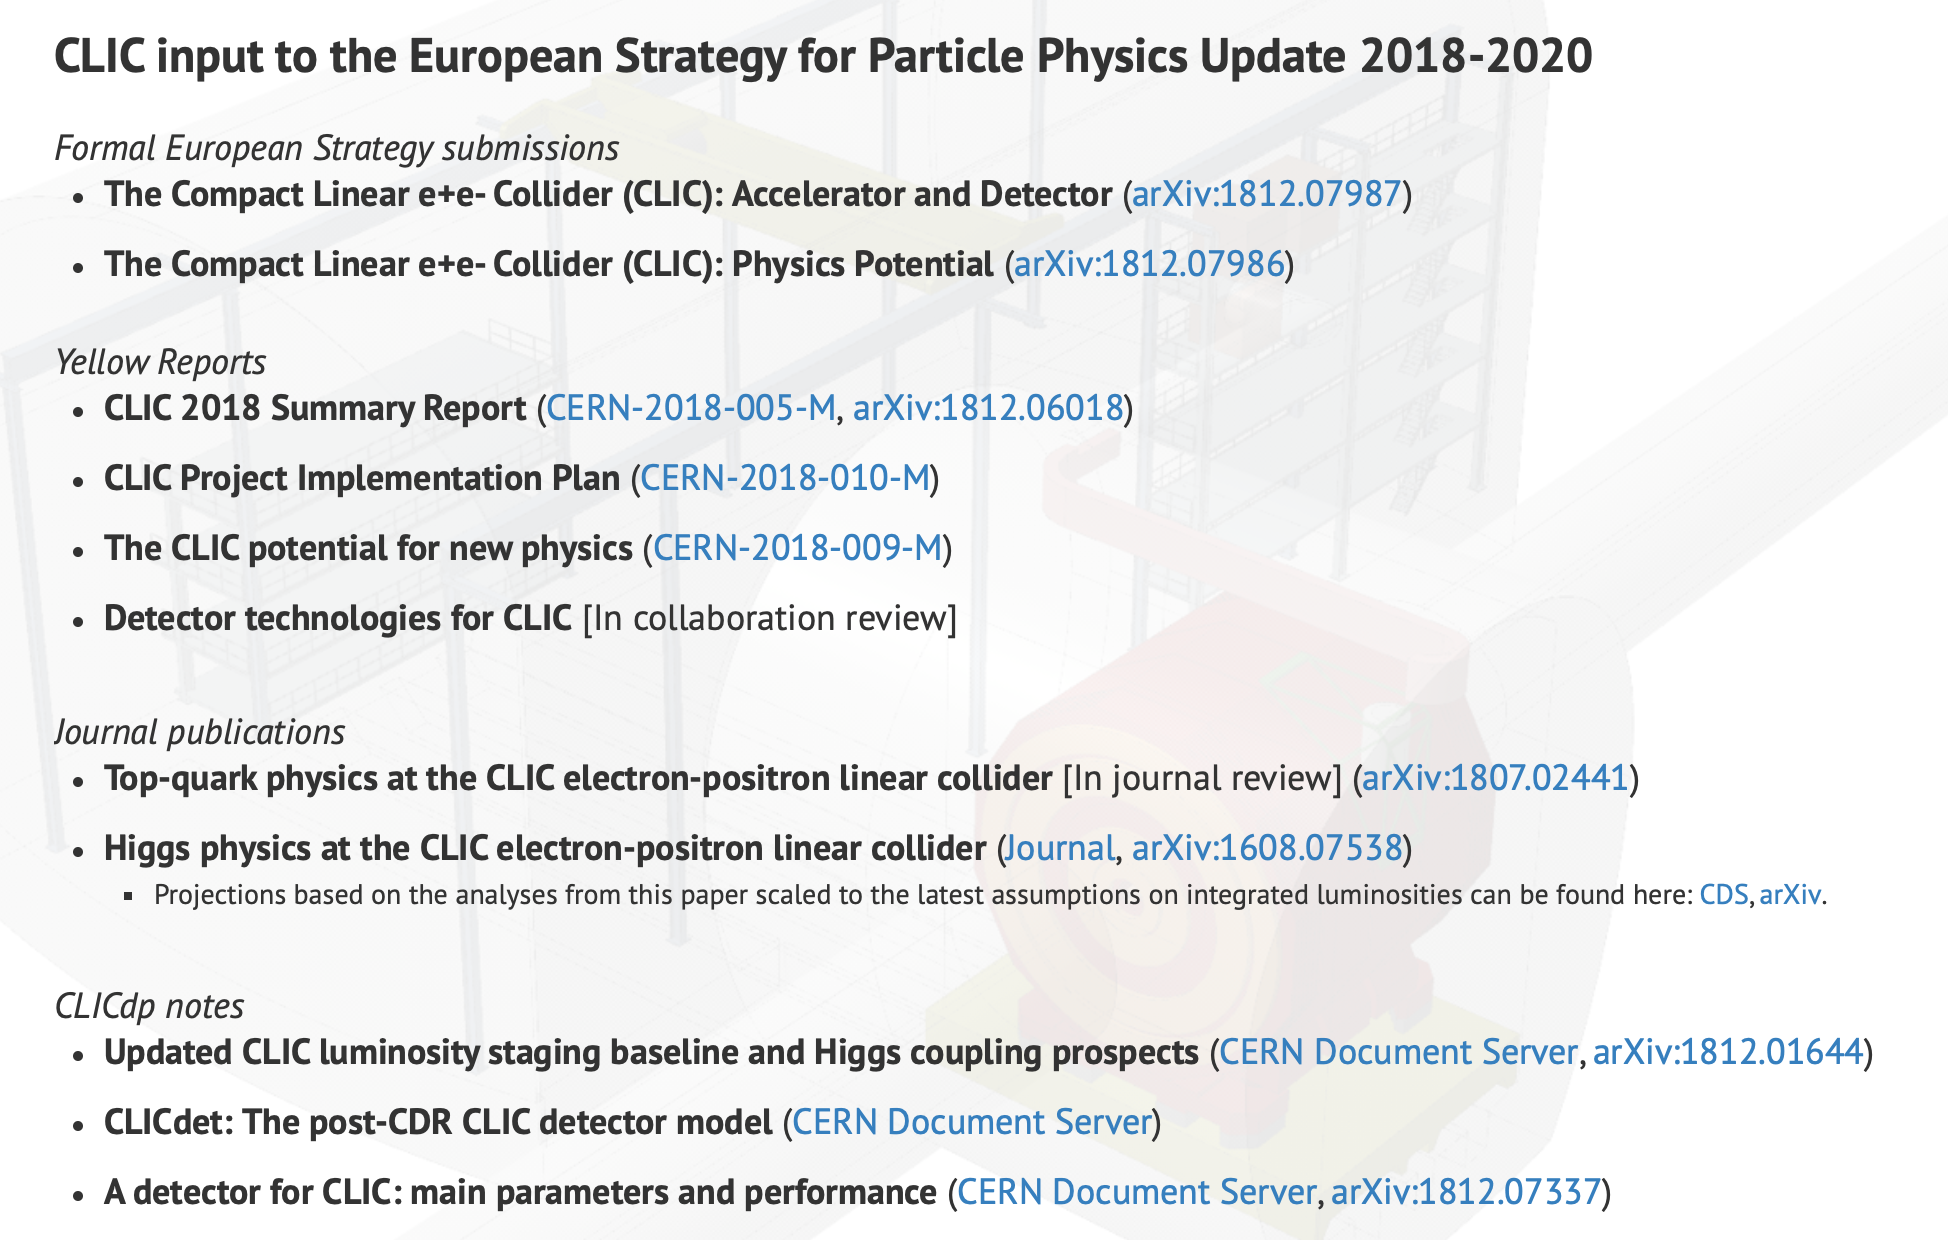 CLIC input to the European Strategy for Particle Physics Update 2018-2020
Formal European Strategy submissions
• The Compact Linear e+e- Collider (CLIC): Accelerator and Detector (arXiv:1812.07987)
• The Compact Linear e+e- Collider (CLIC): Physics Potential (arXiv:1812.07986)
Yellow Reports
• CLIC 2018 Summary Report (CERN-2018-005-M, arXiv:1812.06018)
• CLIC Project Implementation Plan (CERN-2018-010-M)
• The CLIC potential for new physics (CERN-2018-009-M)
• Detector technologies for CLIC [In collaboration review]
Journal publications
• Top-quark physics at the CLIC electron-positron linear collider [In journal review] (arXiv:1807.02441)
• Higgs physics at the CLIC electron-positron linear collider (Journal, arXiv:1608.07538)
▪ Projections based on the analyses from this paper scaled to the latest assumptions on integrated luminosities can be found here: CDS, arXiv.
CLICdp notes
• Updated CLIC luminosity staging baseline and Higgs coupling prospects (CERN Document Server, arXiv:1812.01644)
• CLICdet: The post-CDR CLIC detector model (CERN Document Server)
• A detector for CLIC: main parameters and performance (CERN Document Server, arXiv:1812.07337)